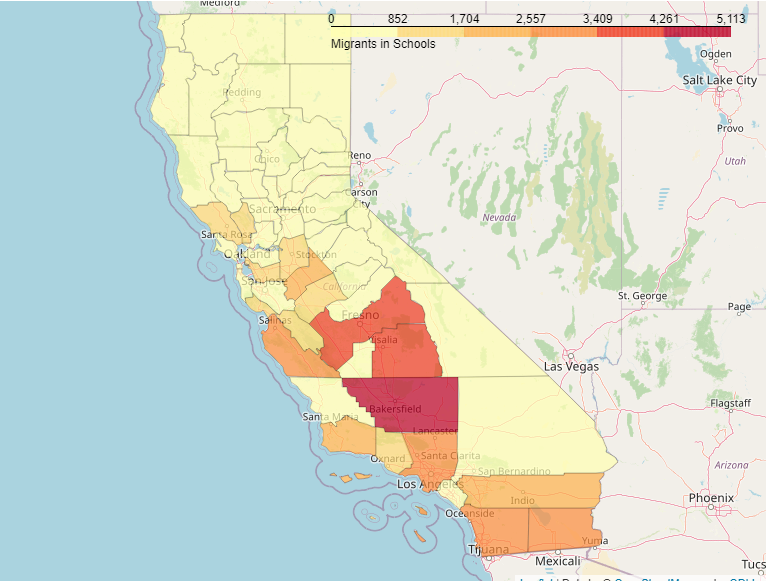 Medford
0 852 1,704 2,557 3,409 4,261 5,113
Migrants in Schools
Ogden
Salt Lake City
Redding
Provo
Chico
Reno
Utah
Carson
City
Sacramento
Nevada
Santa Rosa
Oakland
Stockton
San Jose
California
St. George
Page
Salinas
Fresno
Visalia
Las Vegas
Flagstaff
Bakersfield
Santa Maria
Lancaster
Santa Clarita
Oxnard
San Bernardino
Arizona
Los Angeles
Indio
Phoenix
Oceanside
Yuma
Tijuana
Mexicali
Tucs